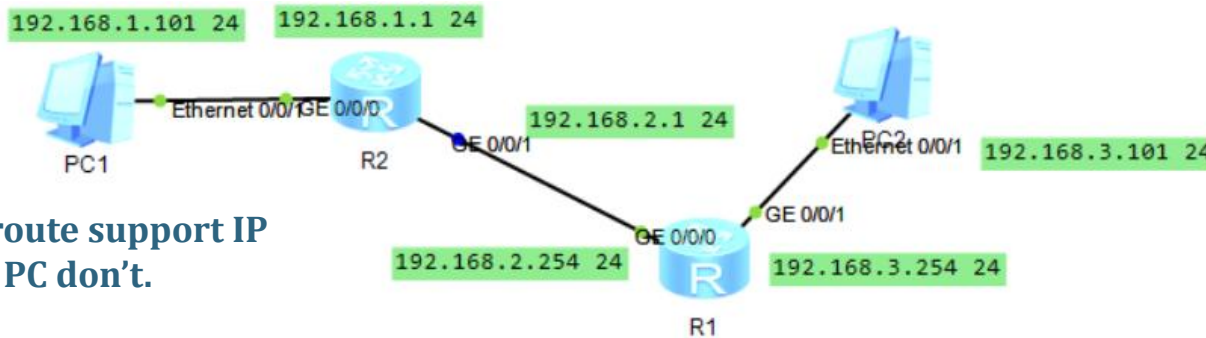 192.168.1.101 24
192.168.1.1 24
Ethernet 0/0/1
GE 0/0/0
R
PC1
R2
GE 0/0/1
192.168.2.1 24
PC2
Ethernet 0/0/1
192.168.3.101 24
route support IP
PC don't.
GE 0/0/1
GE 0/0/0
192.168.2.254 24
R
192.168.3.254 24
R1